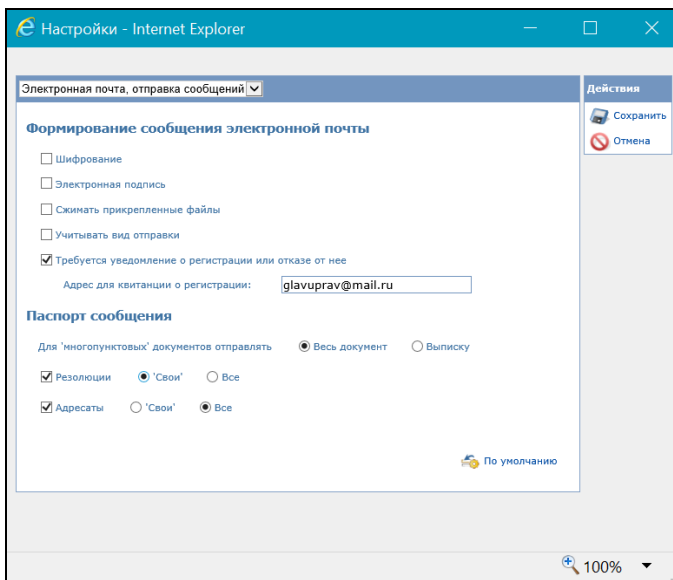 Настройки - Internet Explorer
Электронная почта, отправка сообщений
Действия
Сохранить
Отмена
Формирование сообщения электронной почты
Шифрование
Электронная подпись
Сжимать прикрепленные файлы
Учитывать вид отправки
Требуется уведомление о регистрации или отказе от нее
Адрес для квитанции о регистрации: glavuprav@mail.ru
Паспорт сообщения
Для 'многопунктовых' документов отправлять Весь документ Выписку
Резолюции 'Свои' Все
Адресаты 'Свои' Все
По умолчанию
100%